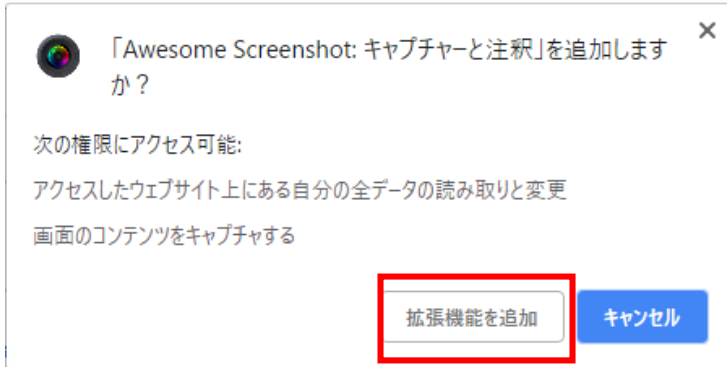 「Awesome Screenshot: キャプチャーと注釈」を追加します
か？
次の権限にアクセス可能:
アクセスしたウェブサイト上にある自分の全データの読み取りと変更
画面のコンテンツをキャプチャする
拡張機能を追加
キャンセル